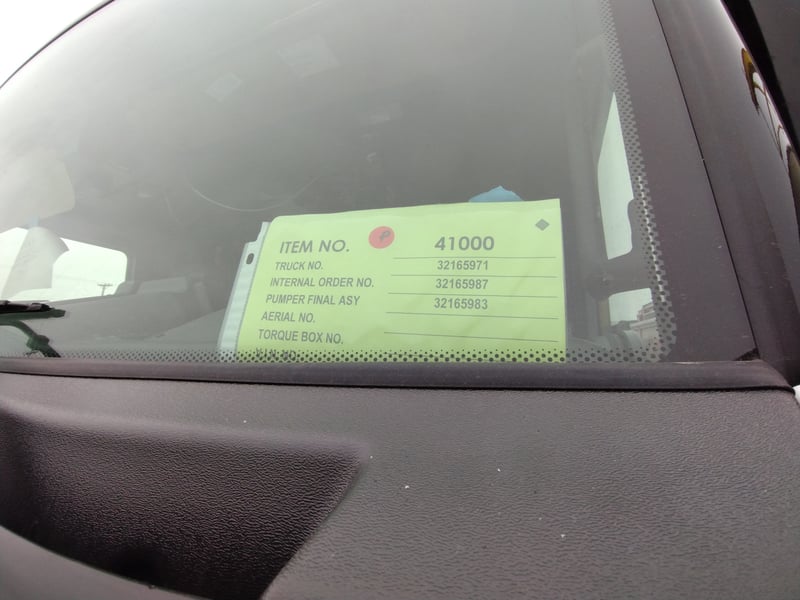 ITEM NO. P 41000
TRUCK NO. 32165971
INTERNAL ORDER NO. 32165987
PUMPER FINAL ASY 32165983
AERIAL NO.
TORQUE BOX NO.